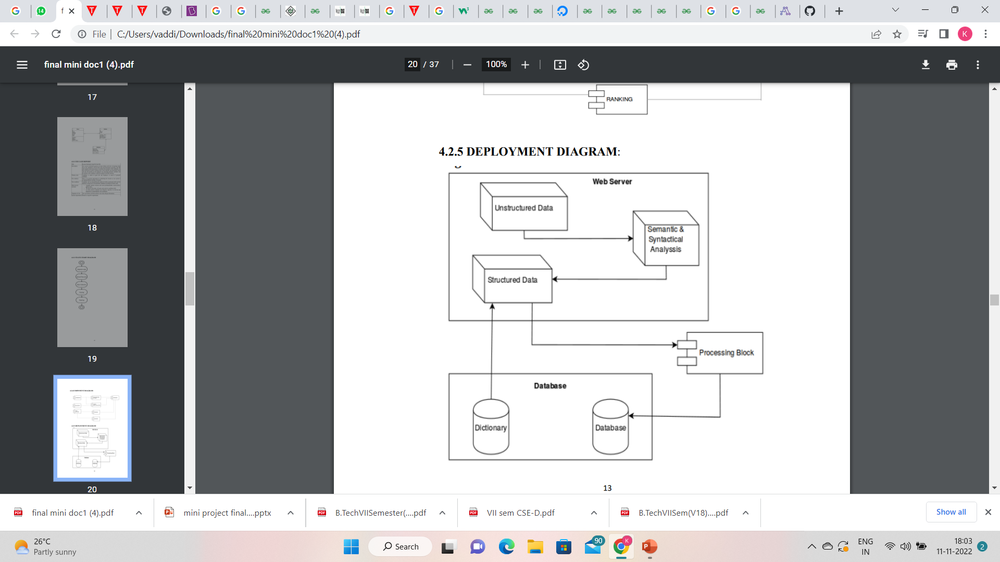 14
f
W3
File
C:/Users/vaddi/Downloads/final%20mini%20doc1%20(4).pdf
K
final mini doc1 (4).pdf
20 / 37
100%
17
18
19
20
RANKING
4.2.5 DEPLOYMENT DIAGRAM:
Web Server
Unstructured Data
Semantic &
Syntactical
Analyssis
Structured Data
Processing Block
Database
Dictionary
Database
13
final mini doc1 (4).pdf
mini project final....pptx
B.TechVIISemester(....pdf
VII sem CSE-D.pdf
B.TechVIISem(V18)....pdf
Show all
26°C
Partly sunny
Search
90
K
ENG
IN
18:03
11-11-2022
2